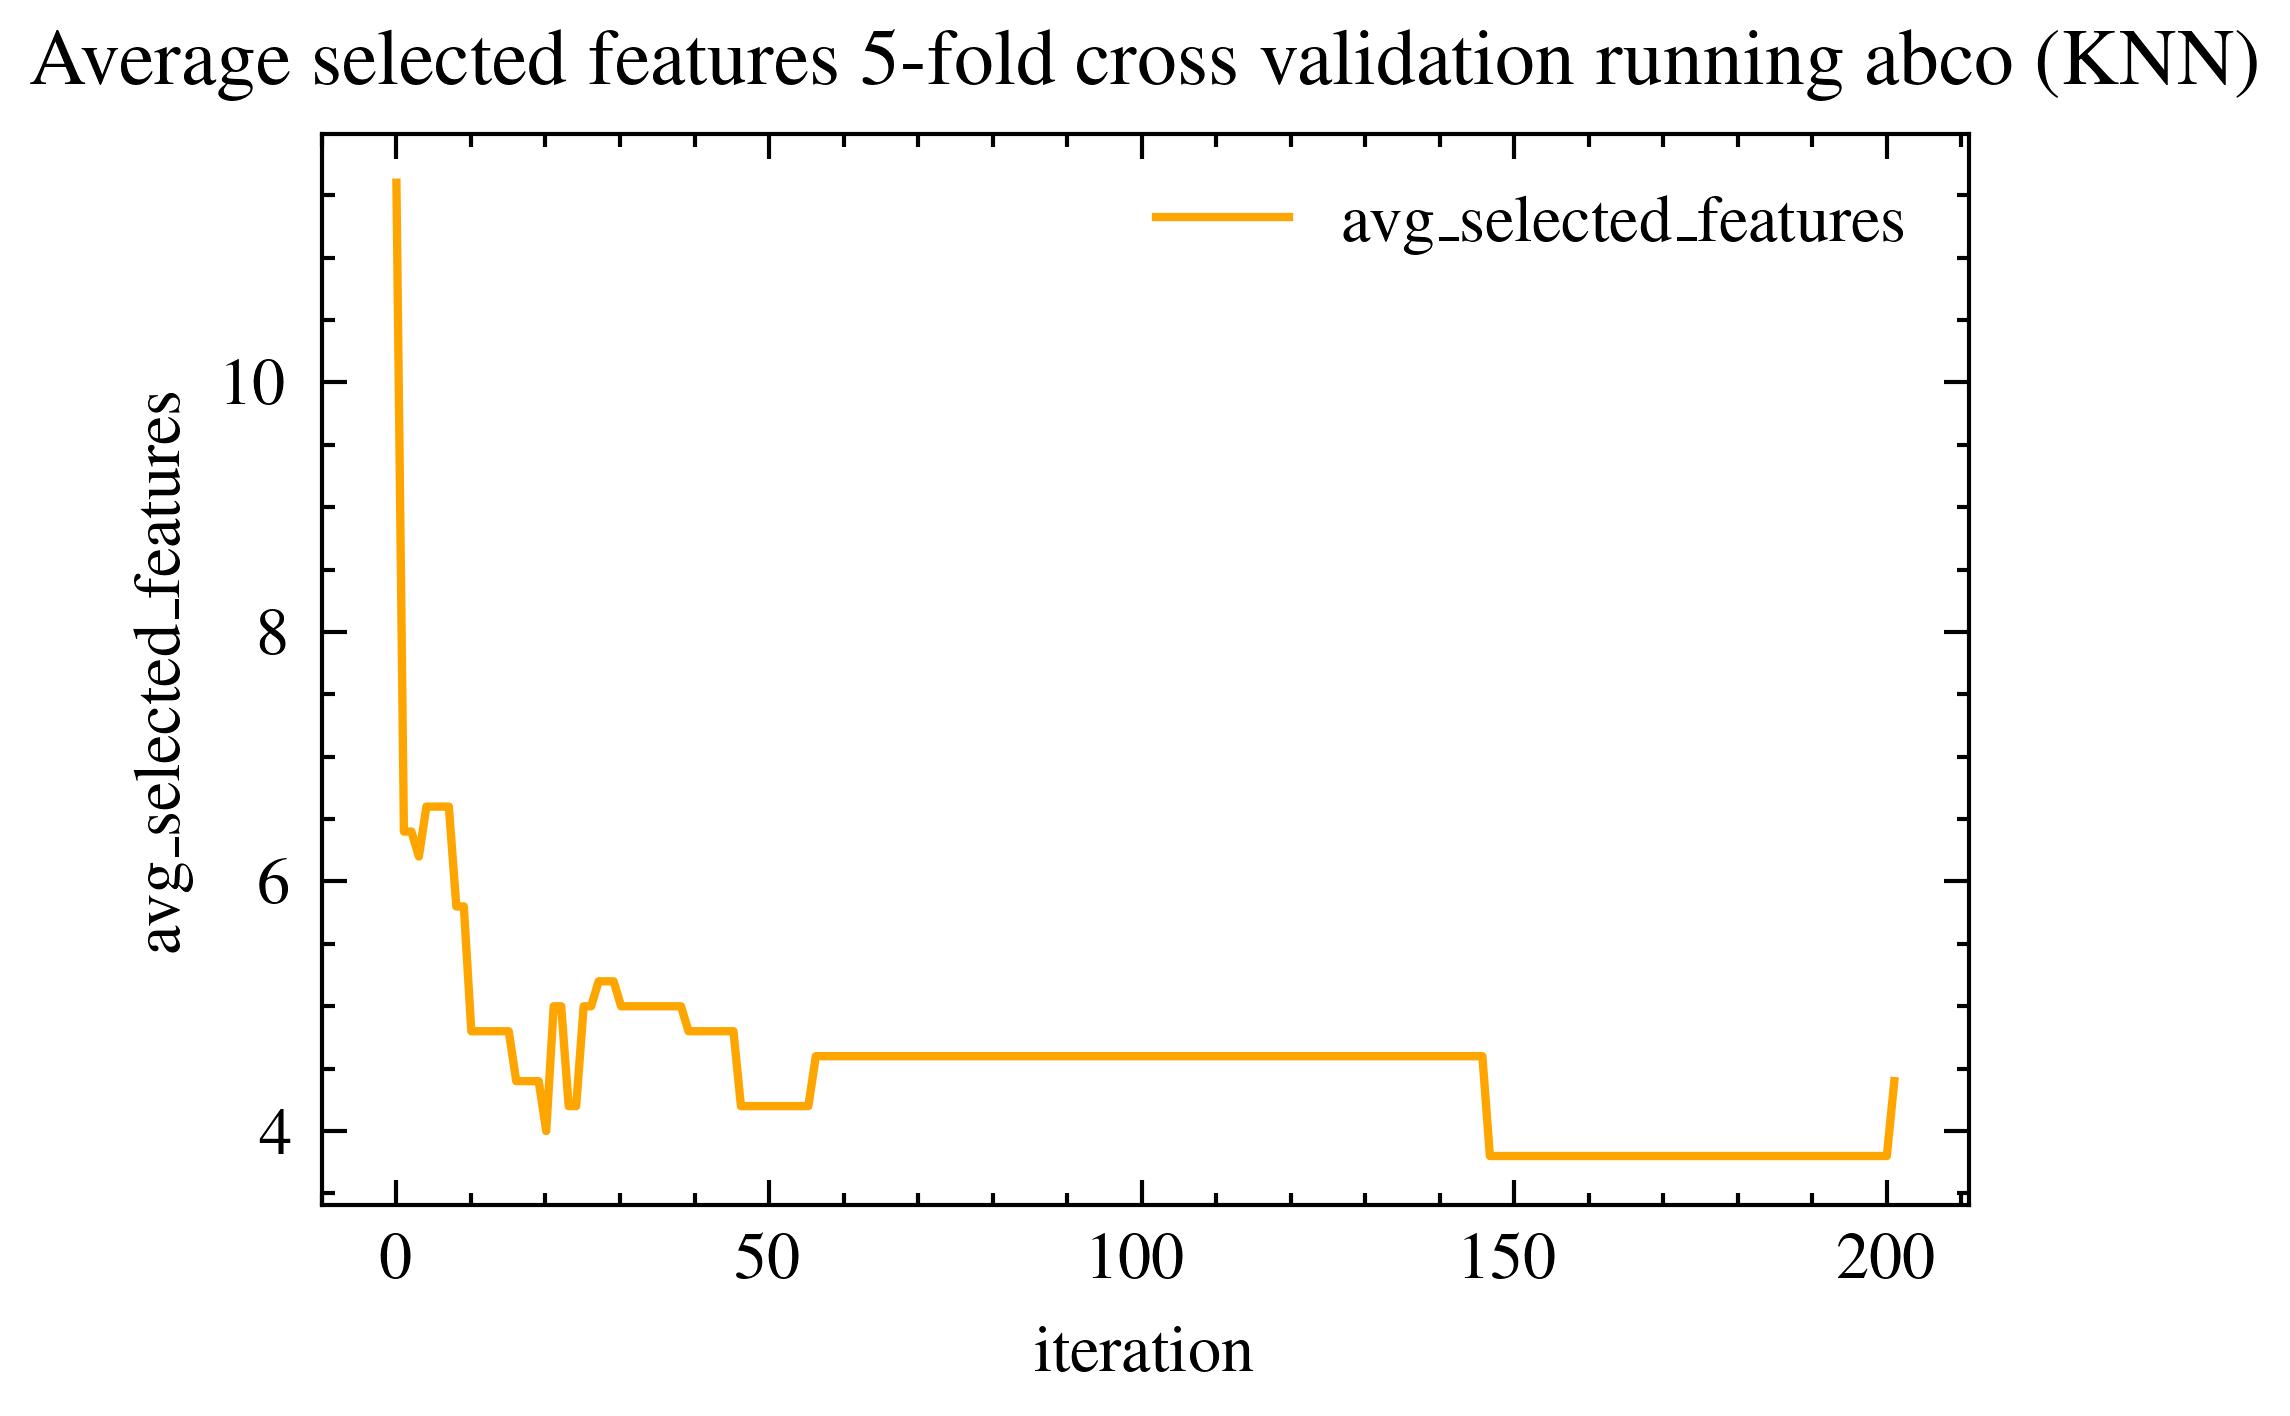 Average selected features 5-fold cross validation running abco (KNN)
avg_selected_features
10
8
6
4
avg_selected_features
0 50 100 150 200
iteration